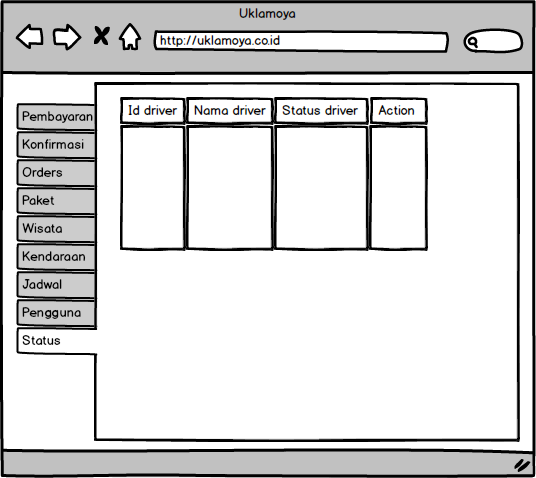 Uklamoya
http://uklamoya.co.id
Id driver Nama driver Status driver Action
Pembayaran
Konfirmasi
Orders
Paket
Wisata
Kendaraan
Jadwal
Pengguna
Status